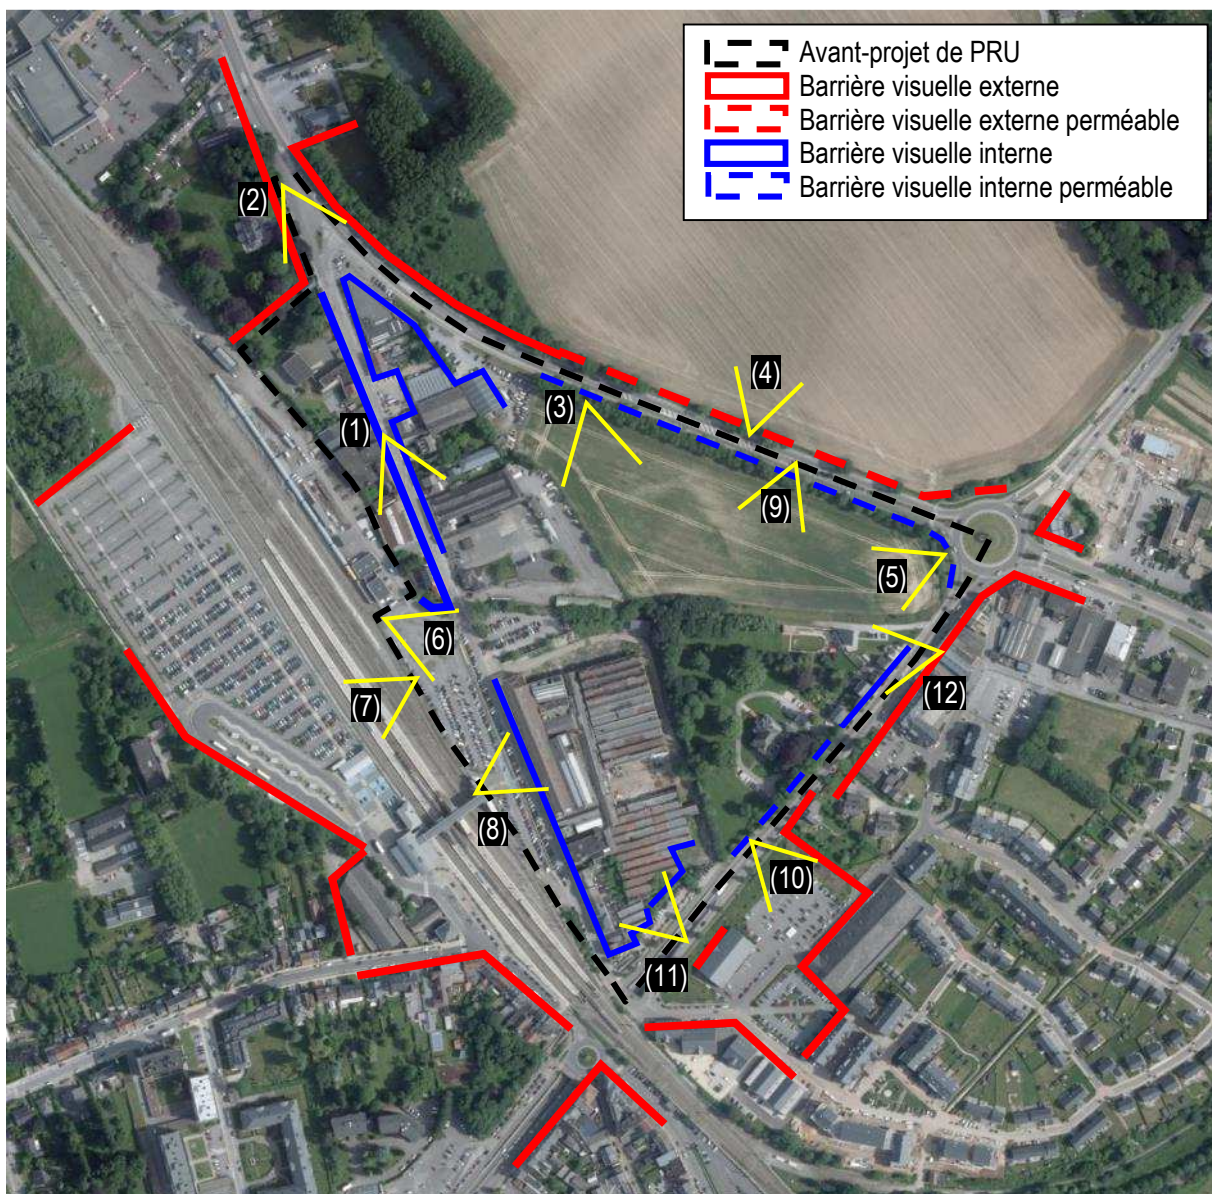 Avant-projet de PRU
Barrière visuelle externe
Barrière visuelle externe perméable
Barrière visuelle interne
Barrière visuelle interne perméable
(2)
(4)
(3)
(1)
(9)
(5)
(6)
(7)
(12)
(8)
(10)
(11)